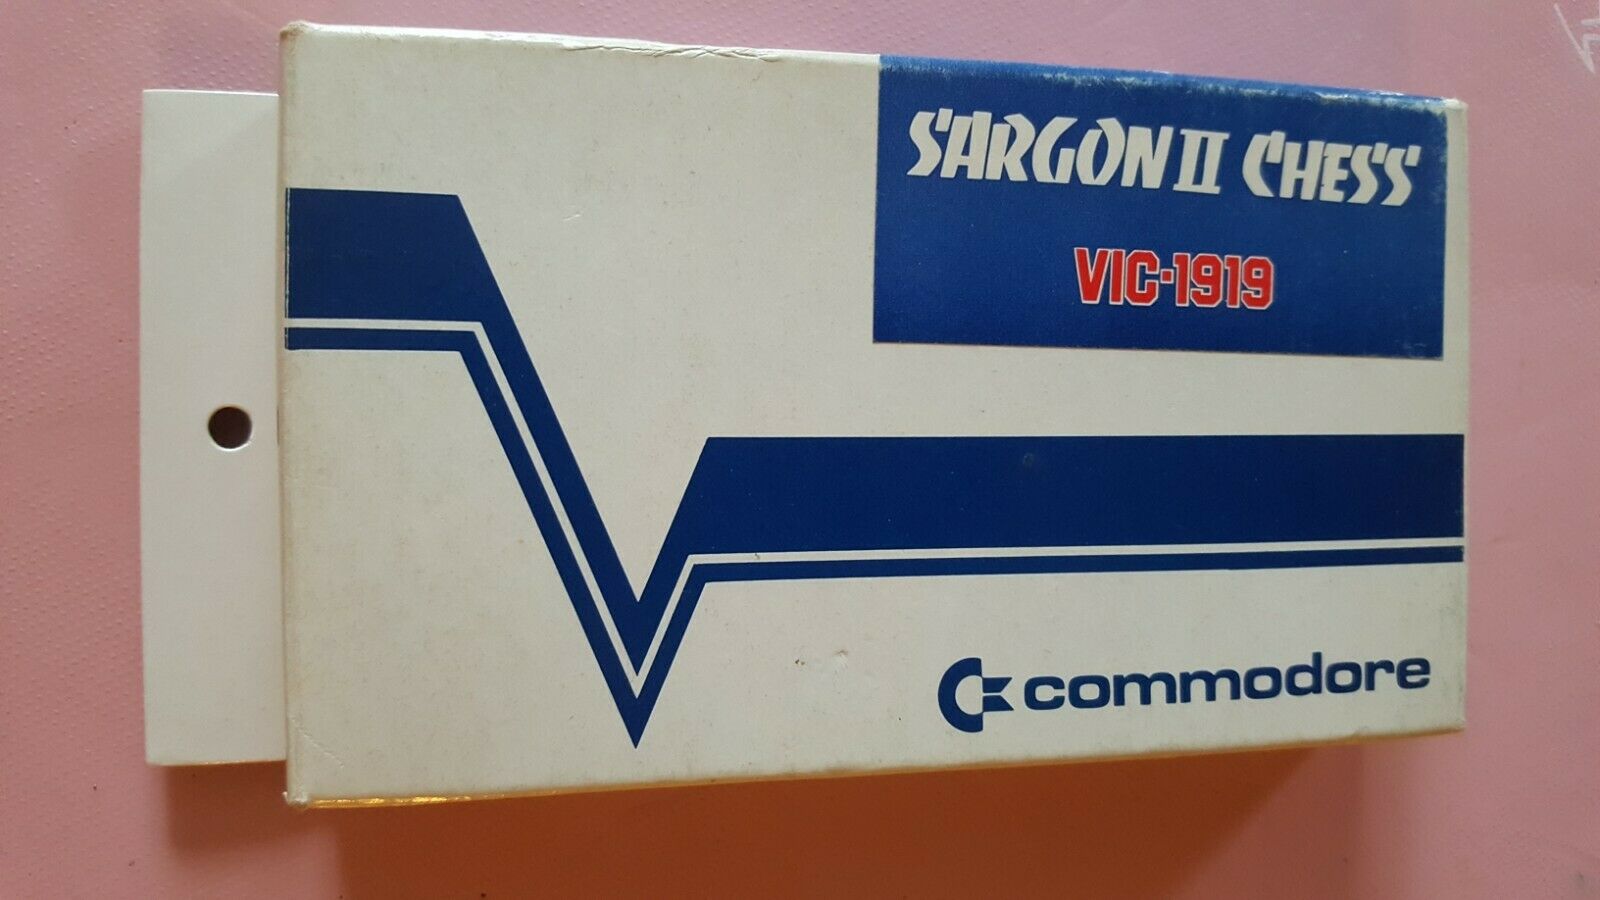 SARGON II CHESS
VIC-1919
commodore